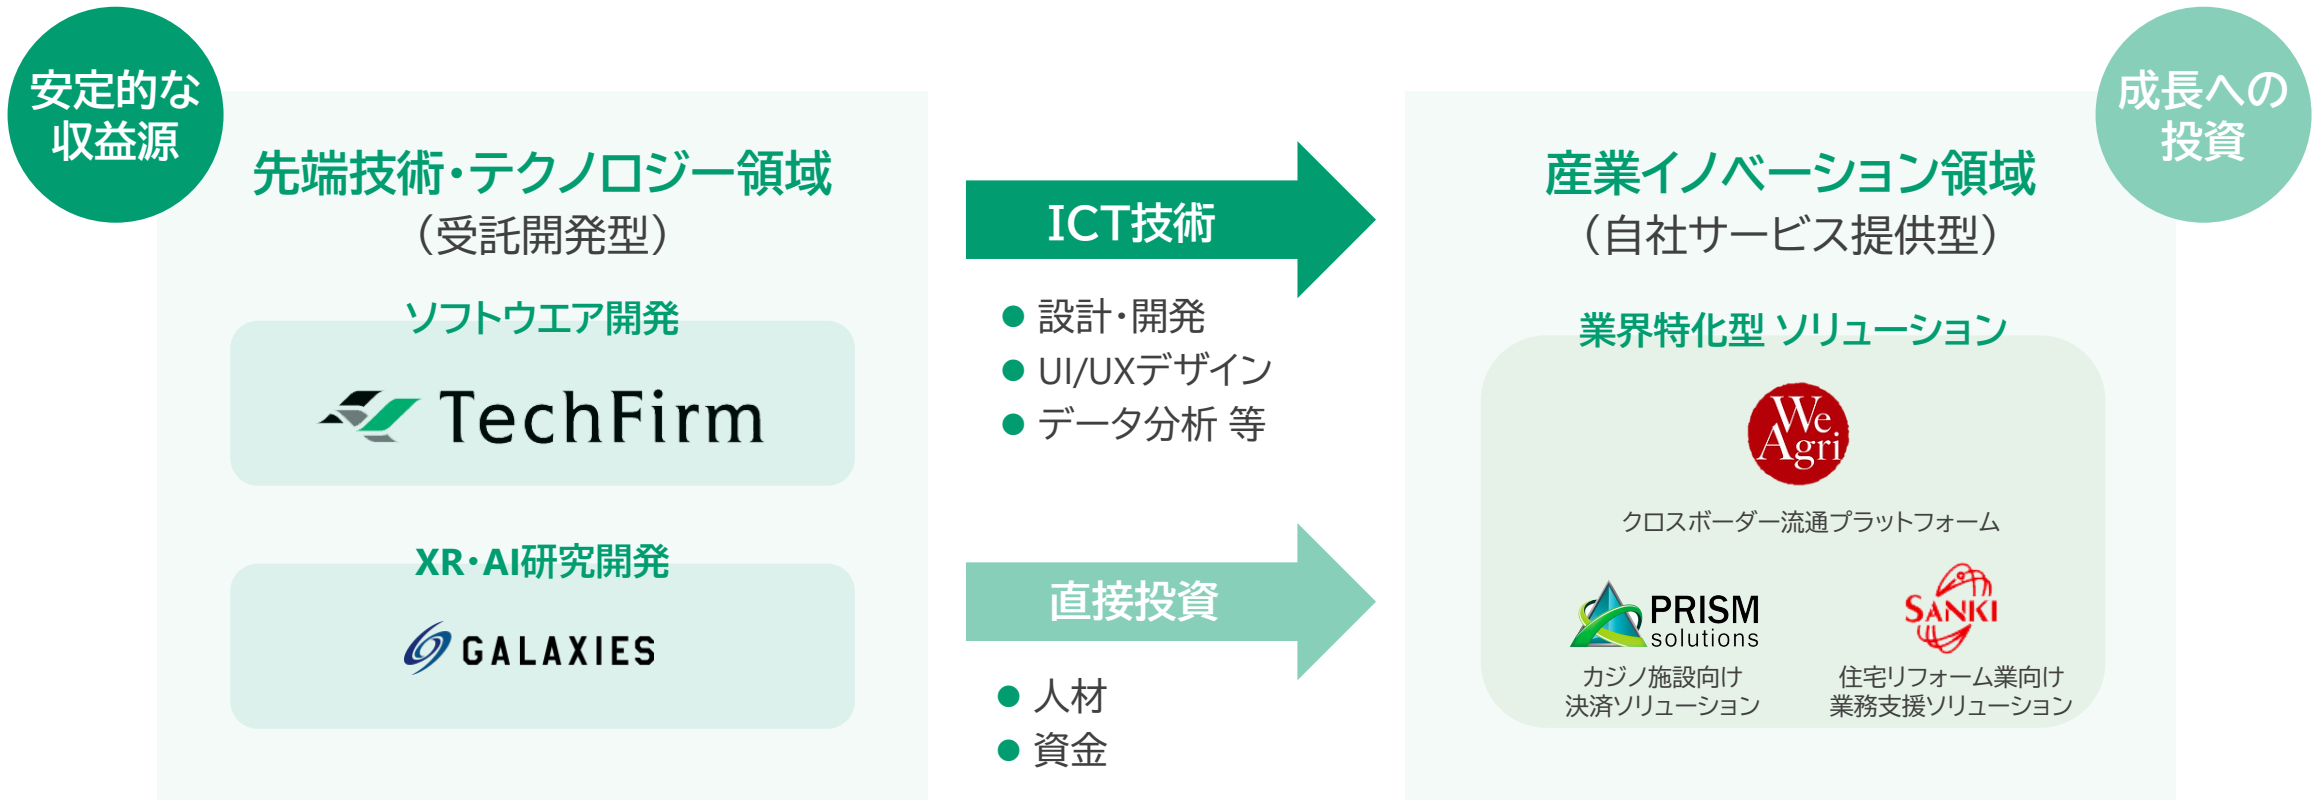 安定的な
収益源
先端技術・テクノロジー領域
（受託開発型）
ソフトウエア開発
TechFirm
XR・AI研究開発
GALAXIES
ICT技術
● 設計・開発
● UI/UXデザイン
● データ分析 等
直接投資
● 人材
● 資金
成長への
投資
産業イノベーション領域
（自社サービス提供型）
業界特化型 ソリューション
We
Agri
クロスボーダー流通プラットフォーム
PRISM
solutions
カジノ施設向け
決済ソリューション
SANKI
住宅リフォーム業向け
業務支援ソリューション